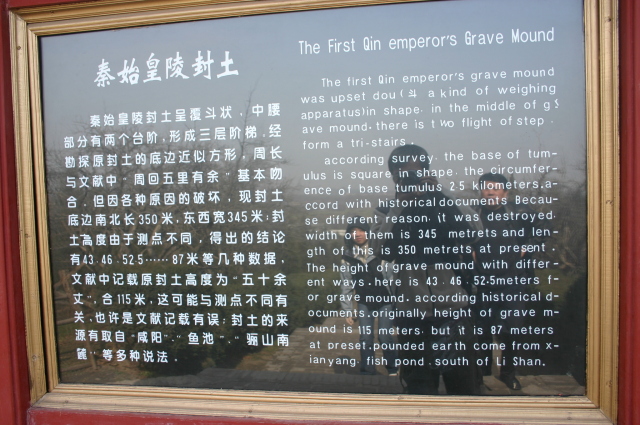 秦始皇陵封土
秦始皇陵封土呈覆斗状，中腰
部分有两个台阶，形成三层阶梯，经
勘探原封土的底边近似方形，周长
与文献中"周回五里有余"基本吻
合，但因各种原因的破坏，现封土
底边南北长350米，东西宽345米；封
土高度由于测点不同，得出的结论
有43.46.52.5……87米等几种数据，
文献中记载原封土高度为"五十余
丈"，合115米，这可能与测点不同有
关，也许是文献记载有误；封土的来
源有取自"咸阳"."鱼池"."骊山南
麓"等多种说法。
The First Qin emperor's Grave Mound
The first Qin emperor's grave mound
was upset dou (斗 a kind of weighing
apparatus)in shape. in the middle of gr
ave mound. there is two flight of step.
form a tri-stairs.
according survey. the base of tum-
ulus is square in shape. the circumfer-
ence of base tumulus 2.5 kilometers.a-
ccord with historical documents Becau-
se different reason. it was destroyed.
width of them is 345 metrets and len-
gth of this is 350 metrets at present.
The height of grave mound with differ-
ent ways. here is 43.46.52.5meters f-
or grave mound. according historical d-
ocuments.originally height of grave m-
ound is 115 meters. but it is 87 meters
at preset.pounded earth come from x-
ianyang. fish pond. south of Li Shan.